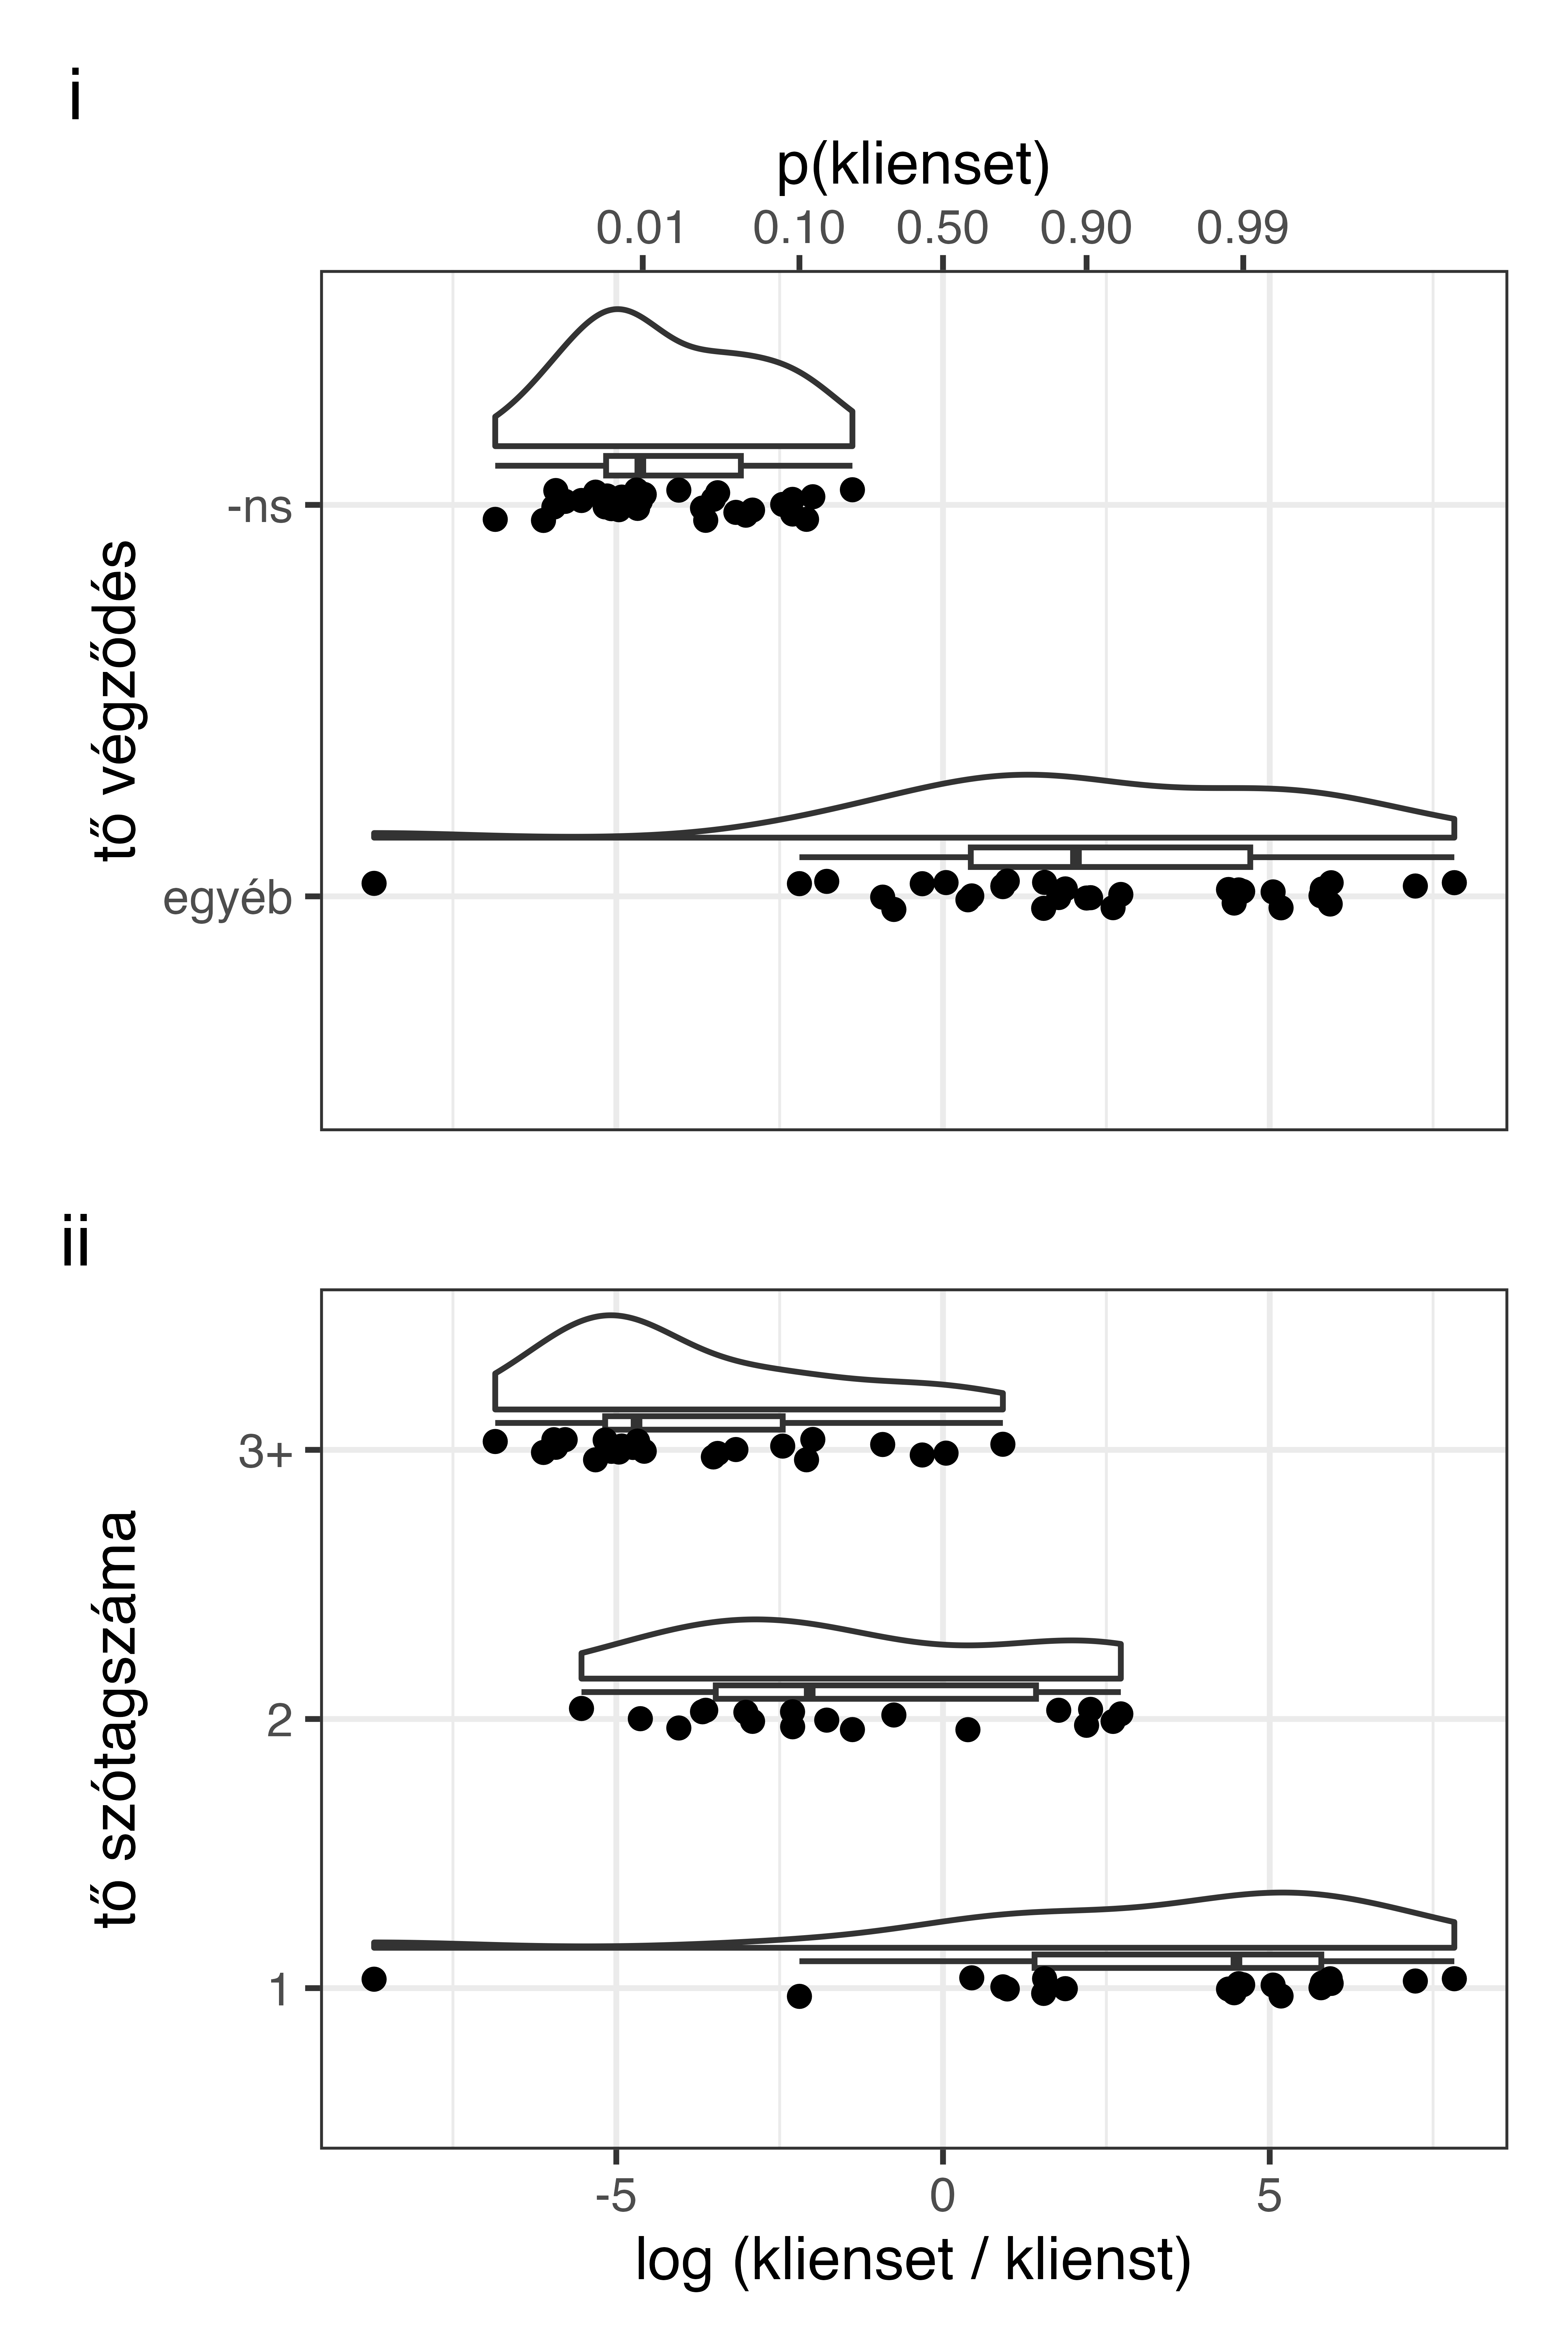 i
p(klienset)
0.01 0.10 0.50 0.90 0.99
tő végződés
-ns
egyéb
ii
tő szótagszáma
3+
2
1
-5 0 5
log (klienset / klienst)